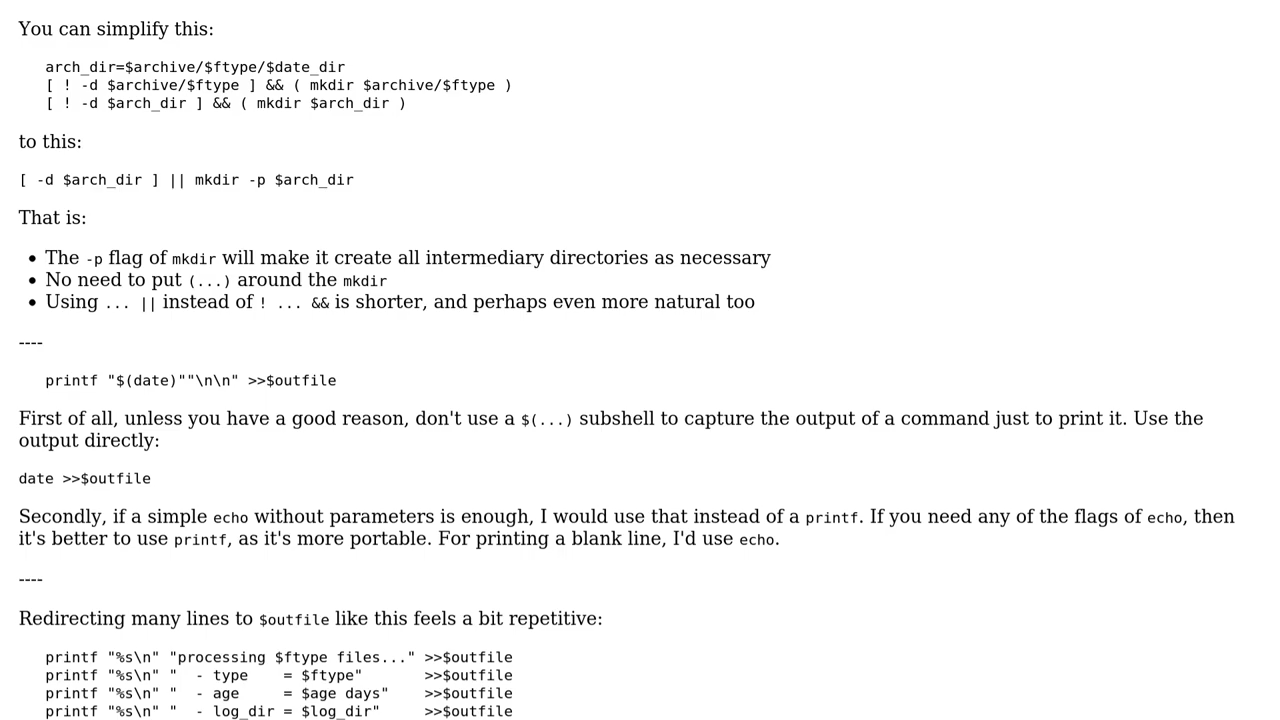 You can simplify this:
arch_dir=$archive/$ftype/$date_dir
[ ! -d $archive/$ftype ] && ( mkdir $archive/$ftype )
[ ! -d $arch_dir ] && ( mkdir $arch_dir )
to this:
[ -d $arch_dir ] || mkdir -p $arch_dir
That is:
• The -p flag of mkdir will make it create all intermediary directories as necessary
• No need to put (...) around the mkdir
• Using ... || instead of ! ... && is shorter, and perhaps even more natural too
----
printf "$(date)""\n\n" >>$outfile
First of all, unless you have a good reason, don't use a $(...) subshell to capture the output of a command just to print it. Use the
output directly:
date >>$outfile
Secondly, if a simple echo without parameters is enough, I would use that instead of a printf. If you need any of the flags of echo, then
it's better to use printf, as it's more portable. For printing a blank line, I'd use echo.
----
Redirecting many lines to $outfile like this feels a bit repetitive:
printf "%s\n" "processing $ftype files..." >>$outfile
printf "%s\n" "  - type    = $ftype"       >>$outfile
printf "%s\n" "  - age     = $age days"    >>$outfile
printf "%s\n" "  - log_dir = $log_dir"     >>$outfile